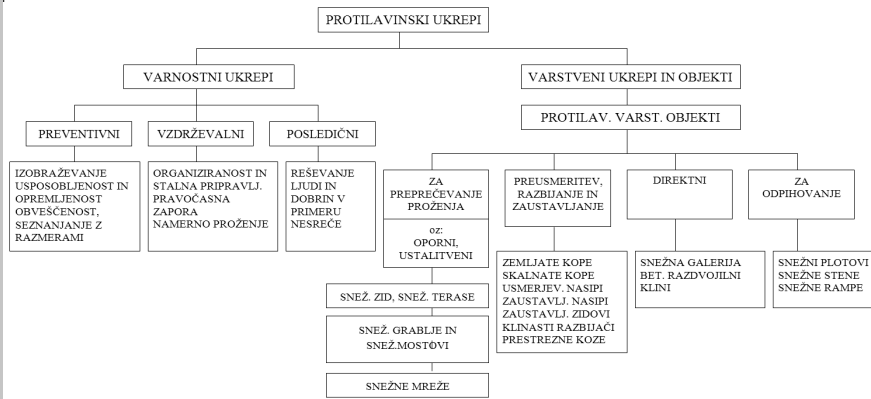 PROTILAVINSKI UKREPI
VARNOSTNI UKREPI
VARSTVENI UKREPI IN OBJEKTI
PREVENTIVNI
VZDRŽEVALNI
POSLEDIČNI
PROTILAV. VARST. OBJEKTI
IZOBRAŽEVANJE
USPOSOBLJENOST IN
OPREMLJENOST
OBVEŠČENOST,
SEZNANJANJE Z
RAZMERAMI
ORGANIZIRANOST IN
STALNA PRIPRAVLJ.
PRAVOČASNA
ZAPORA
NAMERNO PROŽENJE
REŠEVANJE
LJUDI IN
DOBRIN V
PRIMERU
NESREČE
ZA
PREPREČEVANJE
PROŽENJA
oz:
OPORNI,
USTALITVENI
SNEŽ. ZID, SNEŽ. TERASE
SNEŽ. GRABLJE IN
SNEŽ.MOSTOVI
SNEŽNE MREŽE
PREUSMERITEV,
RAZBIJANJE IN
ZAUSTAVLJANJE
ZEMLJATE KOPE
SKALNATE KOPE
USMERJEV. NASIPI
ZAUSTAVLJ. NASIPI
ZAUSTAVLJ. ZIDOVI
KLINASTI RAZBIJAČI
PRESTREZNE KOZE
DIREKTNI
SNEŽNA GALERIJA
BET. RAZDVOJILNI
KLINI
ZA
ODPIHOVANJE
SNEŽNI PLOTOVI
SNEŽNE STENE
SNEŽNE RAMPE